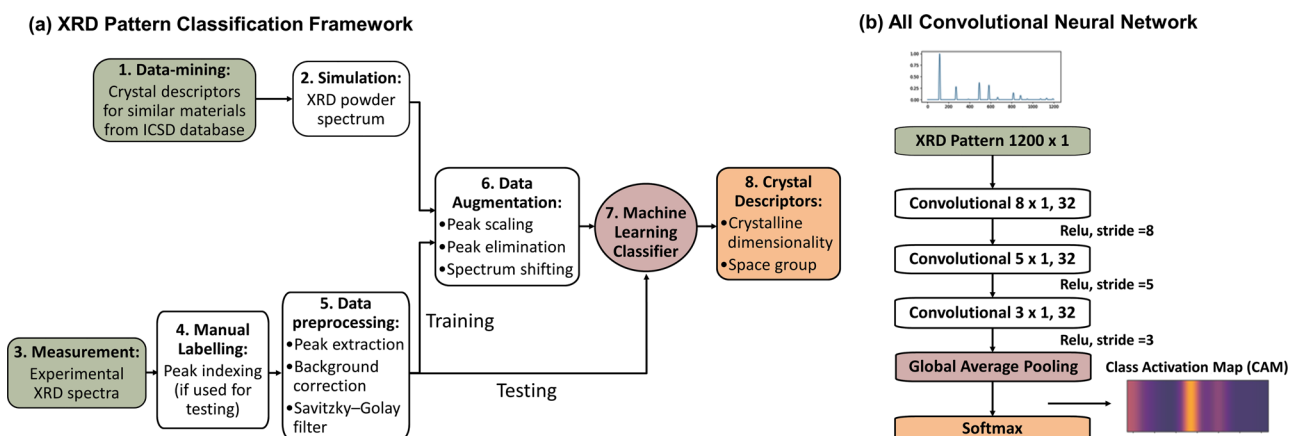 (a) XRD Pattern Classification Framework
1. Data-mining:
Crystal descriptors
for similar materials
from ICSD database
2. Simulation:
XRD powder
spectrum
3. Measurement:
Experimental
XRD spectra
4. Manual
Labelling:
Peak indexing
(if used for
testing)
5. Data
preprocessing:
•Peak extraction
•Background
correction
•Savitzky–Golay
filter
Training
Testing
6. Data
Augmentation:
•Peak scaling
•Peak elimination
•Spectrum shifting
7. Machine
Learning
Classifier
8. Crystal
Descriptors:
•Crystalline
dimensionality
•Space group
(b) All Convolutional Neural Network
1.00
0.75
0.50
0.25
0.00
0 200 400 600 800 1000 1200
XRD Pattern 1200 x 1
Convolutional 8 x 1, 32
Relu, stride =8
Convolutional 5 x 1, 32
Relu, stride =5
Convolutional 3 x 1, 32
Relu, stride =3
Global Average Pooling
Class Activation Map (CAM)
Softmax